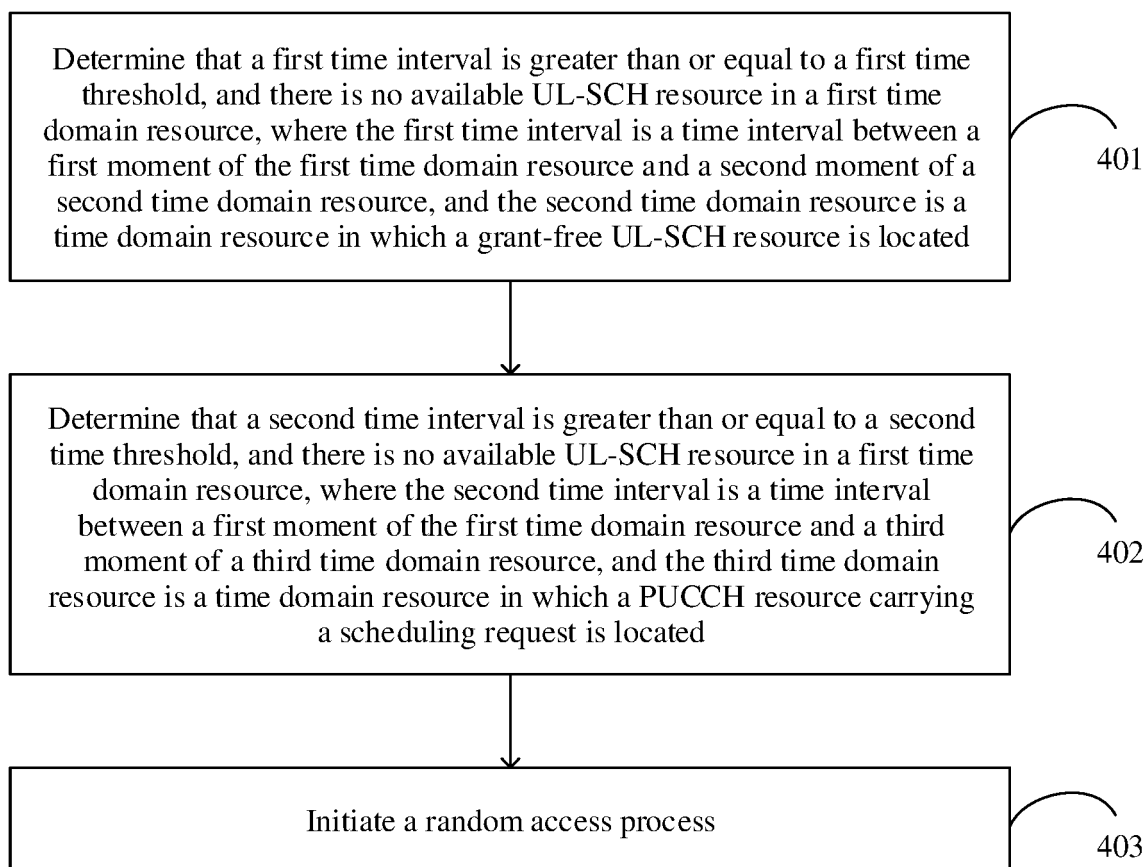 Determine that a first time interval is greater than or equal to a first time
threshold, and there is no available UL-SCH resource in a first time
domain resource, where the first time interval is a time interval between a
first moment of the first time domain resource and a second moment of a
second time domain resource, and the second time domain resource is a
time domain resource in which a grant-free UL-SCH resource is located
401
Determine that a second time interval is greater than or equal to a second
time threshold, and there is no available UL-SCH resource in a first time
domain resource, where the second time interval is a time interval
between a first moment of the first time domain resource and a third
moment of a third time domain resource, and the third time domain
resource is a time domain resource in which a PUCCH resource carrying
a scheduling request is located
402
Initiate a random access process
403